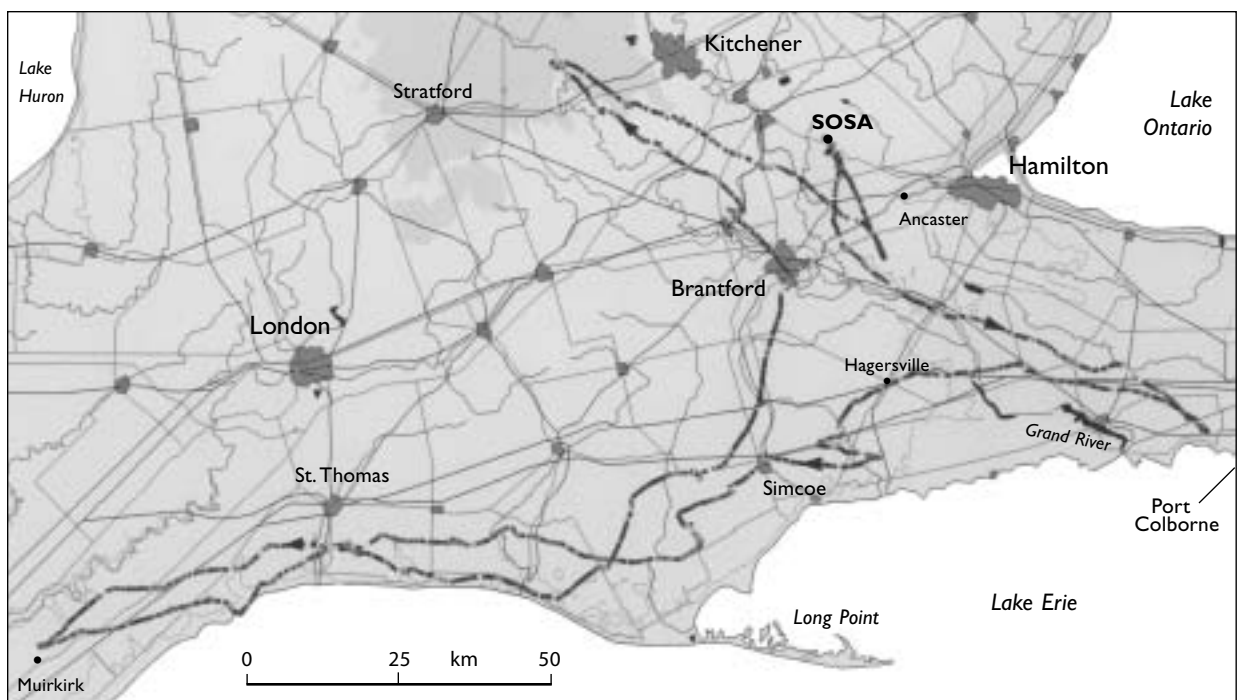 Kitchener
Lake
Huron
Stratford
Lake
Ontario
SOSA
Hamilton
Ancaster
Brantford
London
Hagersville
Grand River
St. Thomas
Simcoe
Port
Colborne
Lake Erie
Long Point
0 25 km 50
Muirkirk